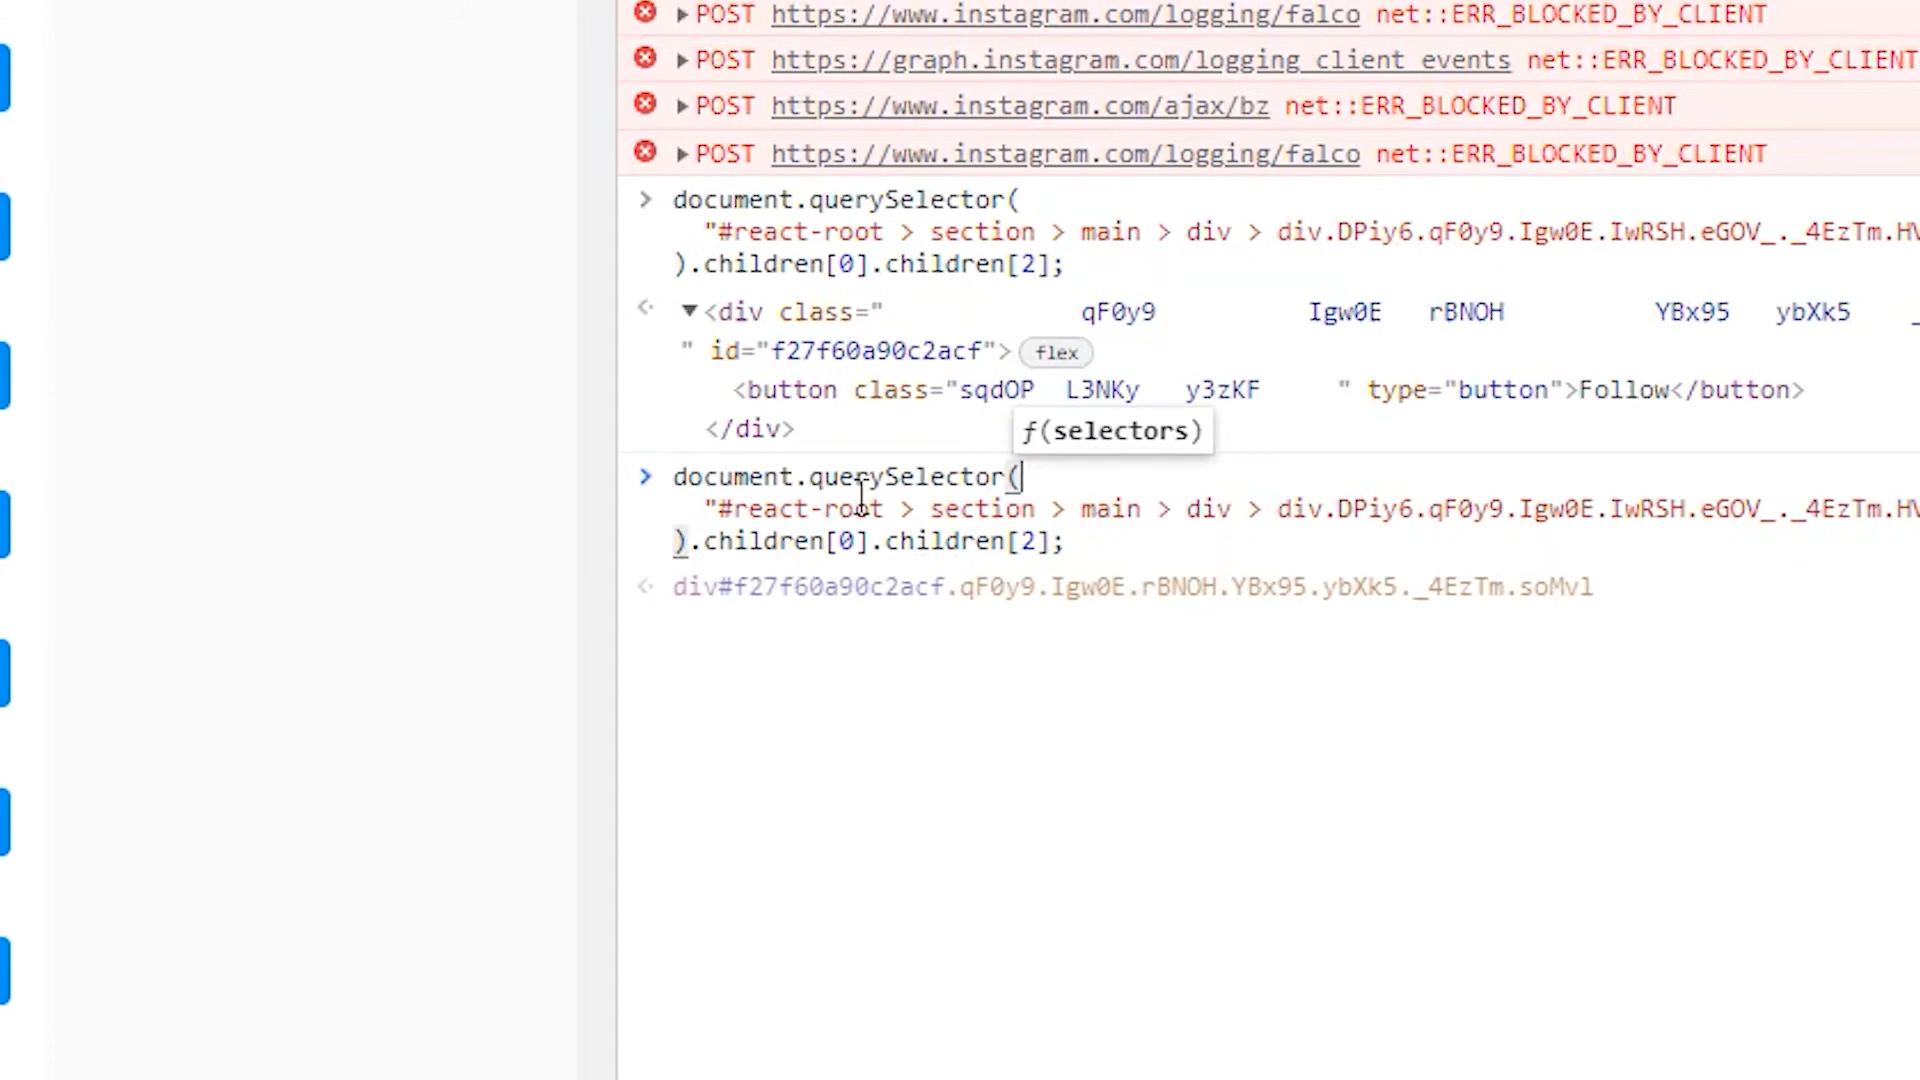 POST https://www.instagram.com/logging/falco net::ERR_BLOCKED_BY_CLIENT
POST https://graph.instagram.com/logging_client_events net::ERR_BLOCKED_BY_CLIENT
POST https://www.instagram.com/ajax/bz net::ERR_BLOCKED_BY_CLIENT
POST https://www.instagram.com/logging/falco net::ERR_BLOCKED_BY_CLIENT
> document.querySelector(
"#react-root > section > main > div > div.DPiy6.qF0y9.Igw0E.IwRSH.eGOV_._4EzTm.HV
).children[0].children[2];
<div class=" qF0y9 Igw0E rBNOH YBx95 ybXk5 _
" id="f27f60a90c2acf"> flex
<button class="sqdOP L3NKy y3zKF " type="button">Follow</button>
</div>
ƒ(selectors)
> document.querySelector(
"#react-root > section > main > div > div.DPiy6.qF0y9.Igw0E.IwRSH.eGOV_._4EzTm.HV
).children[0].children[2];
div#f27f60a90c2acf.qF0y9.Igw0E.rBNOH.YBx95.ybXk5._4EzTm.soMvl